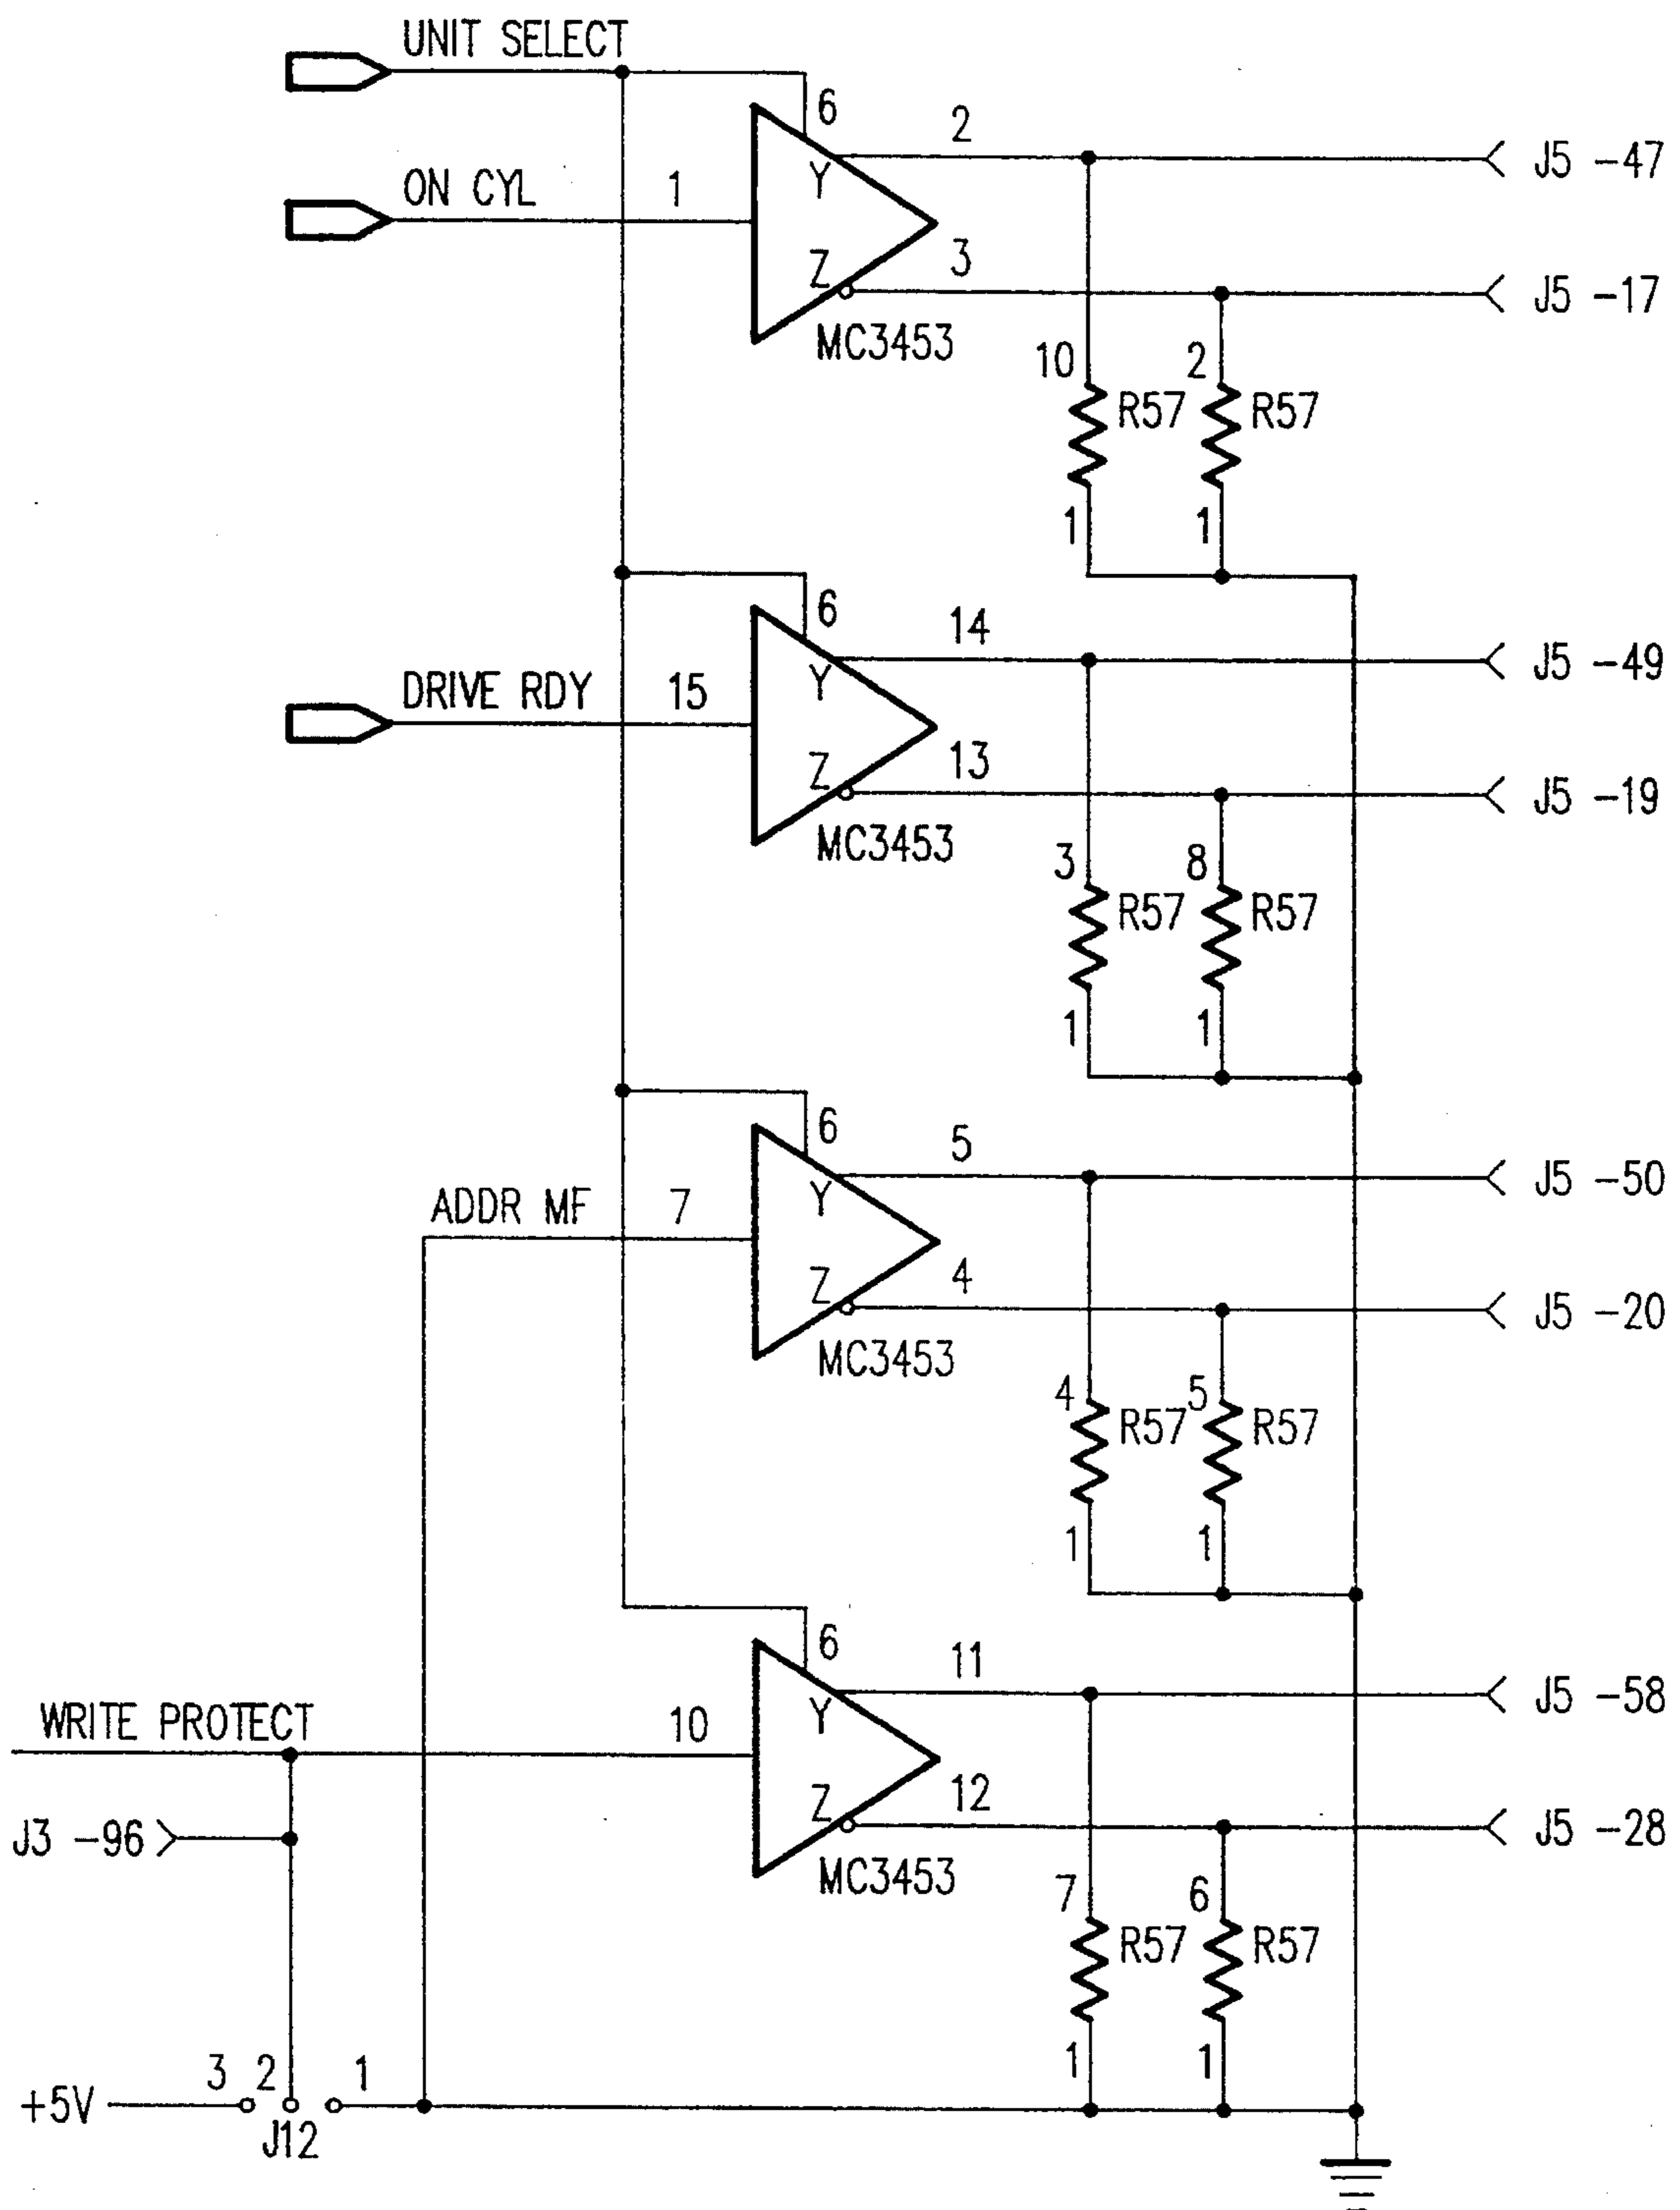 UNIT SELECT
6
2
J5 -47
Y
ON CYL
1
Z
3
J5 -17
MC3453
10
R57
2
R57
1
1
6
14
J5 -49
Y
DRIVE RDY
15
Z
13
J5 -19
MC3453
3
R57
8
R57
1
1
6
5
J5 -50
Y
ADDR MF
7
Z
4
J5 -20
MC3453
4
R57
5
R57
1
1
6
11
J5 -58
Y
WRITE PROTECT
10
Z
12
J5 -28
J3 -96
MC3453
7
R57
6
R57
1
1
3
2
1
+5V
J12